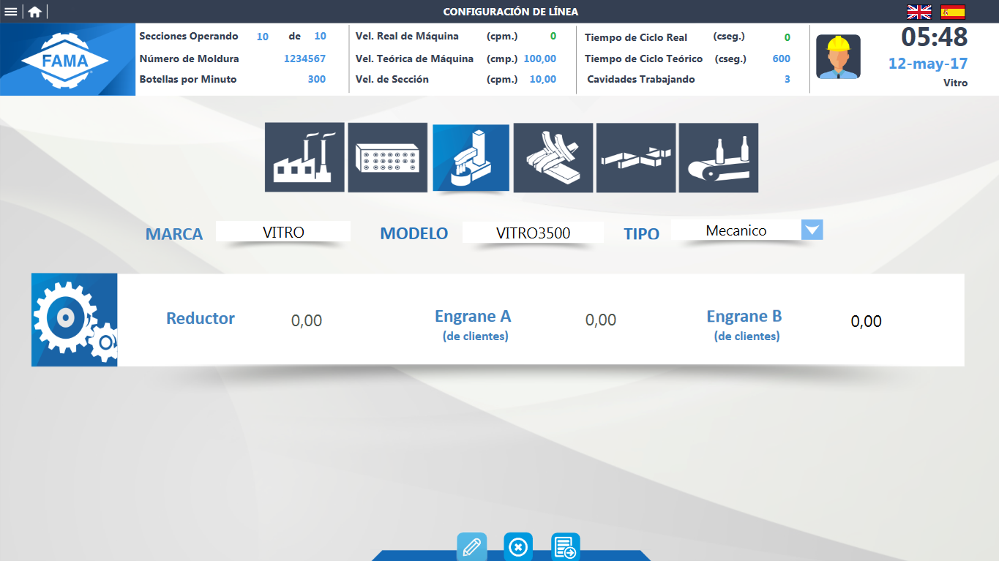 CONFIGURACIÓN DE LÍNEA
FAMA
Secciones Operando 10 de 10
Número de Moldura 1234567
Botellas por Minuto 300
Vel. Real de Máquina (cpm.) 0
Vel. Teórica de Máquina (cmp.) 100,00
Vel. de Sección (cpm.) 10,00
Tiempo de Ciclo Real (cseg.) 0
Tiempo de Ciclo Teórico (cseg.) 600
Cavidades Trabajando 3
05:48
12-may-17
Vitro
MARCA VITRO MODELO VITRO3500 TIPO Mecanico
Reductor 0,00
Engrane A 0,00
(de clientes)
Engrane B 0,00
(de clientes)